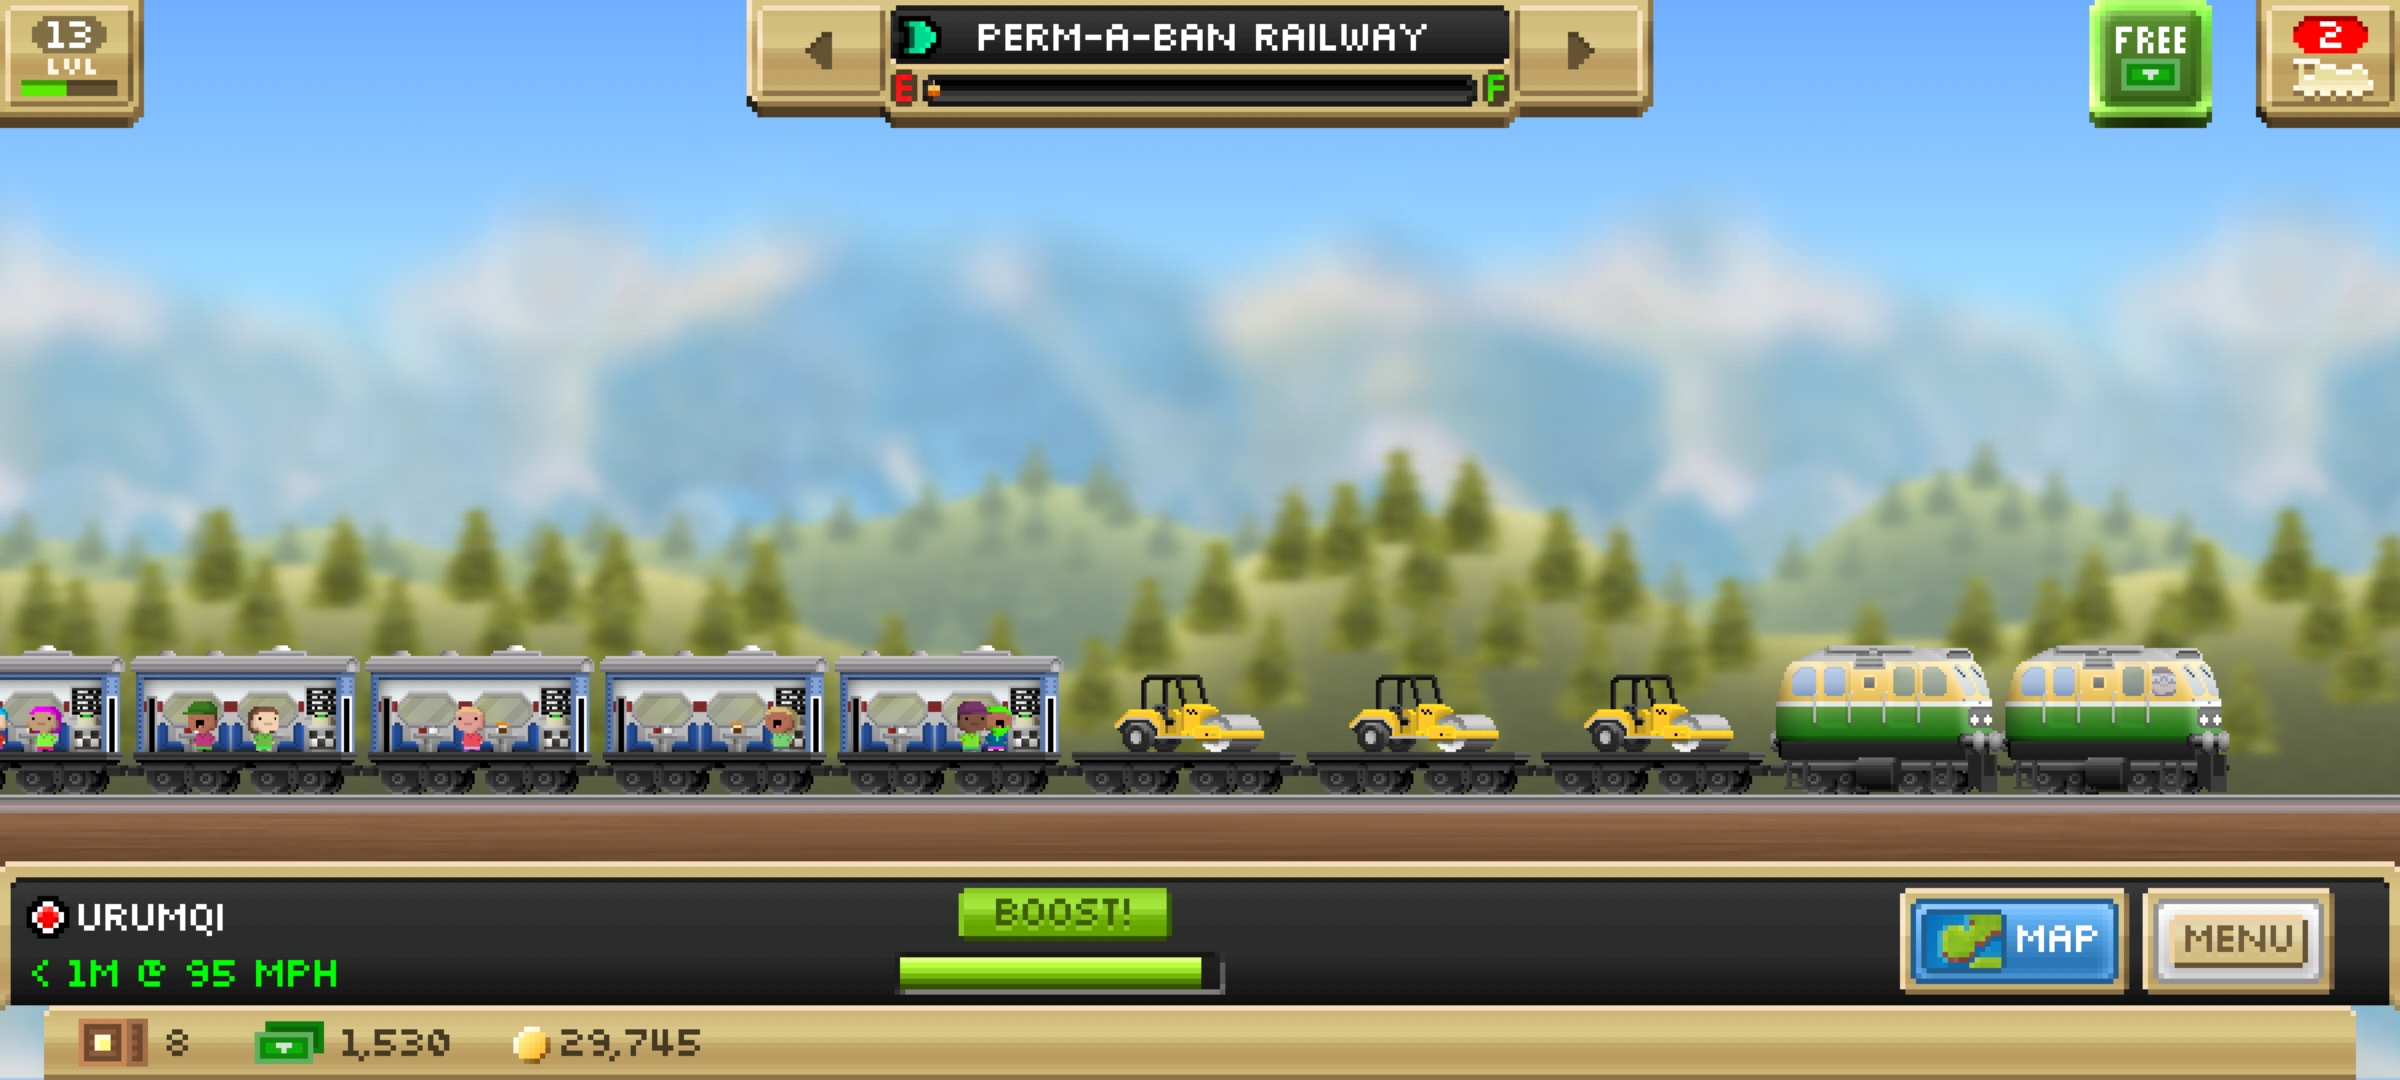 13
LVL
PERM-A-BAN RAILWAY
E F
FREE
2
URUMQI
< 1M @ 95 MPH
BOOST!
MAP
MENU
8
1,530
29,745